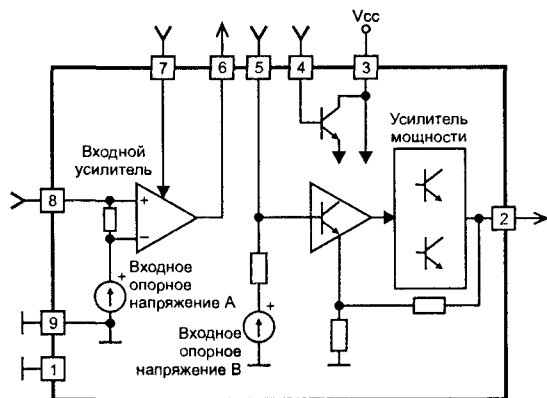 Vcc
7
6
5
4
3
Усилитель
мощности
Входной
усилитель
8
+
−
2
+
Входное
опорное
напряжение А
9
+
Входное
опорное
напряжение В
1